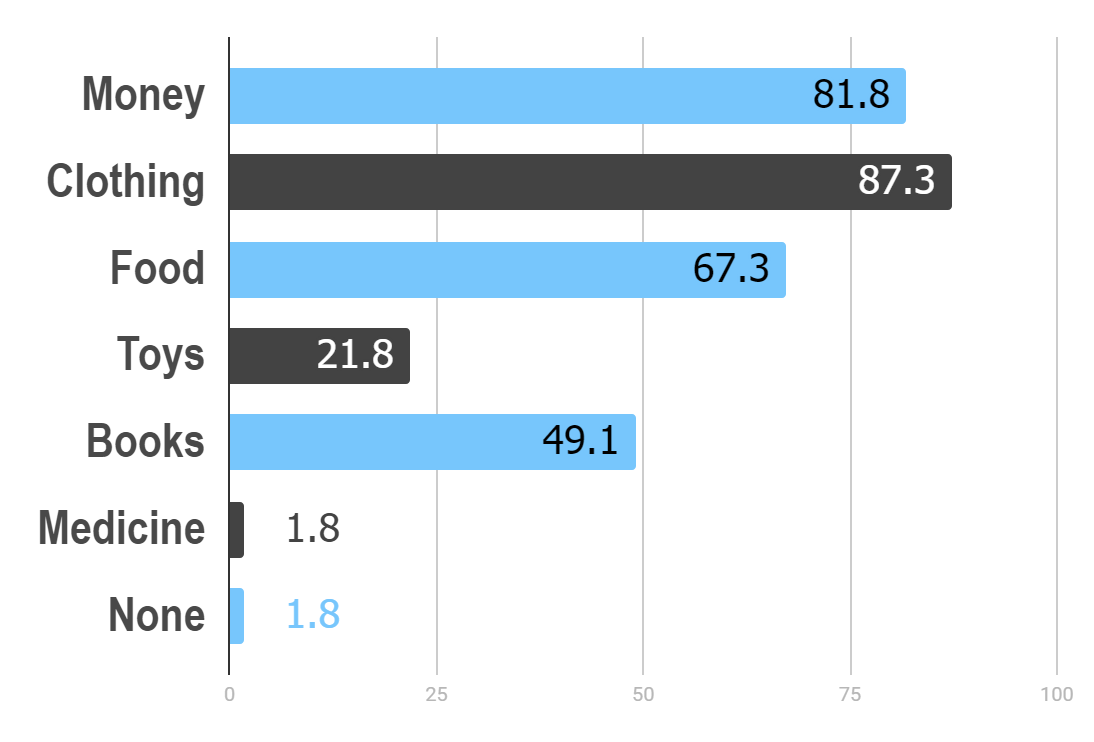 Money 81.8
Clothing 87.3
Food 67.3
Toys 21.8
Books 49.1
Medicine 1.8
None 1.8
0 25 50 75 100